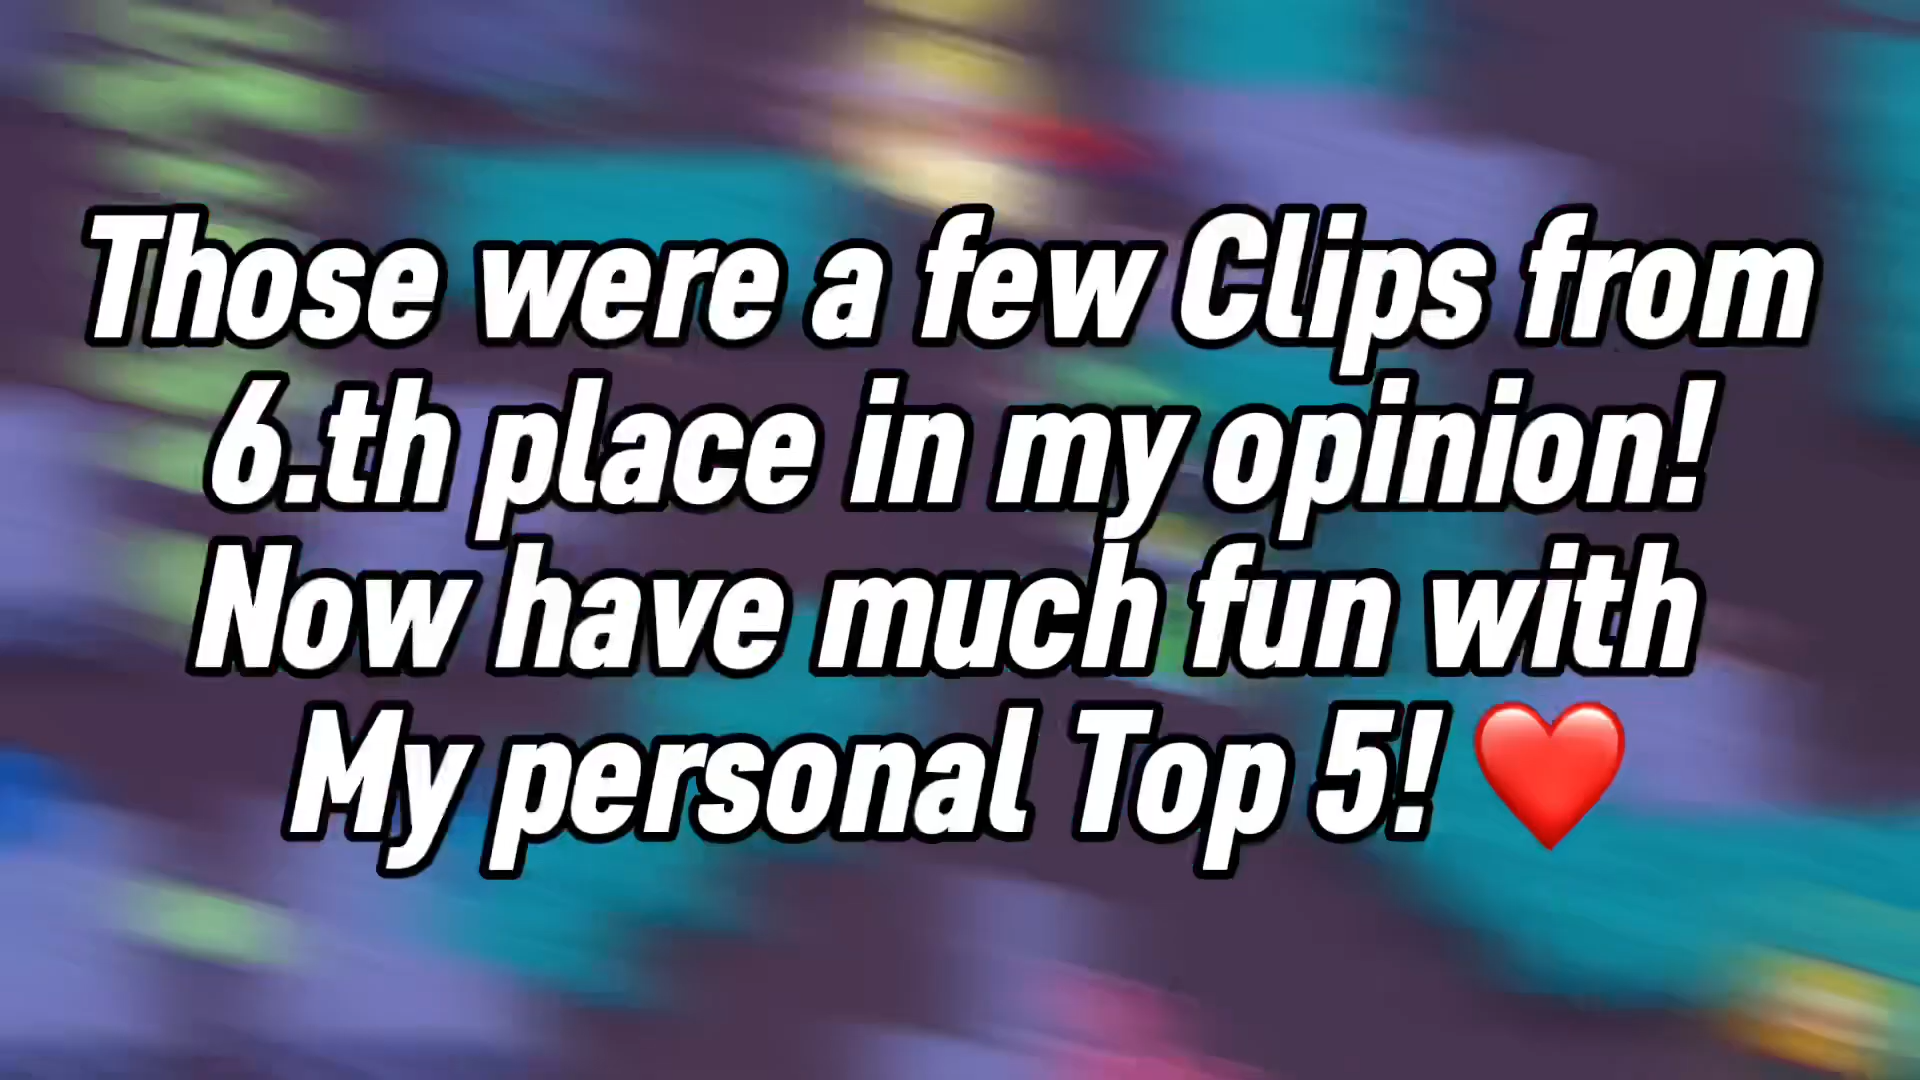 Those were a few Clips from
6.th place in my opinion!
Now have much fun with
My personal Top 5! ❤️